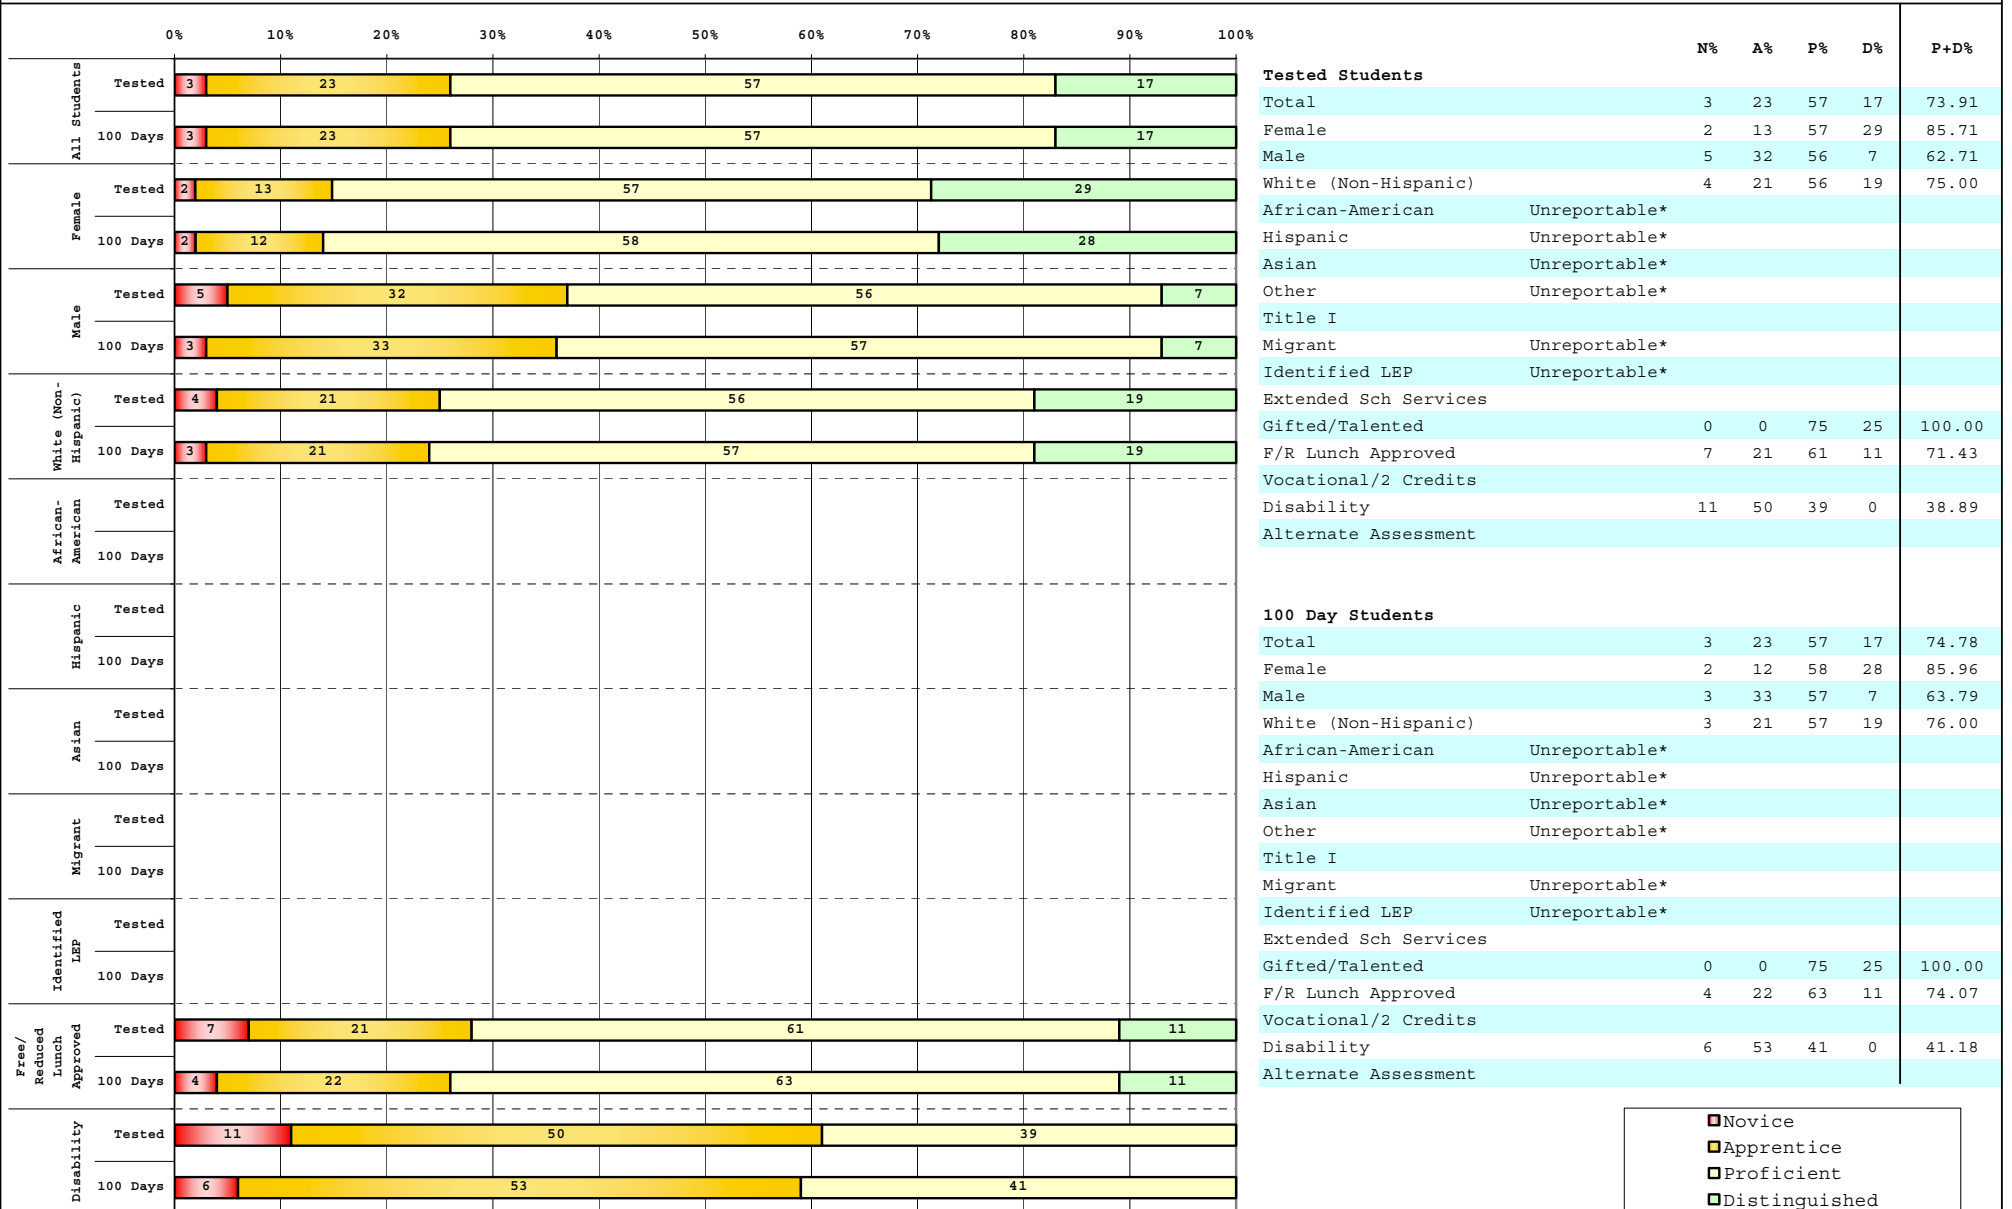 0% 10% 20% 30% 40% 50% 60% 70% 80% 90% 100%
All Students
Tested 3 23 57 17
100 Days 3 23 57 17
Female
Tested 2 13 57 29
100 Days 2 12 58 28
Male
Tested 5 32 56 7
100 Days 3 33 57 7
White (Non-
Hispanic)
Tested 4 21 56 19
100 Days 3 21 57 19
African-
American
Tested
100 Days
Hispanic
Tested
100 Days
Asian
Tested
100 Days
Migrant
Tested
100 Days
Identified
LEP
Tested
100 Days
Free/
Reduced
Lunch
Approved
Tested 7 21 61 11
100 Days 4 22 63 11
Disability
Tested 11 50 39
100 Days 6 53 41
N% A% P% D% P+D%
Tested Students
Total 3 23 57 17 73.91
Female 2 13 57 29 85.71
Male 5 32 56 7 62.71
White (Non-Hispanic) 4 21 56 19 75.00
African-American Unreportable*
Hispanic Unreportable*
Asian Unreportable*
Other Unreportable*
Title I
Migrant Unreportable*
Identified LEP Unreportable*
Extended Sch Services
Gifted/Talented 0 0 75 25 100.00
F/R Lunch Approved 7 21 61 11 71.43
Vocational/2 Credits
Disability 11 50 39 0 38.89
Alternate Assessment
100 Day Students
Total 3 23 57 17 74.78
Female 2 12 58 28 85.96
Male 3 33 57 7 63.79
White (Non-Hispanic) 3 21 57 19 76.00
African-American Unreportable*
Hispanic Unreportable*
Asian Unreportable*
Other Unreportable*
Title I
Migrant Unreportable*
Identified LEP Unreportable*
Extended Sch Services
Gifted/Talented 0 0 75 25 100.00
F/R Lunch Approved 4 22 63 11 74.07
Vocational/2 Credits
Disability 6 53 41 0 41.18
Alternate Assessment
Novice
Apprentice
Proficient
Distinguished